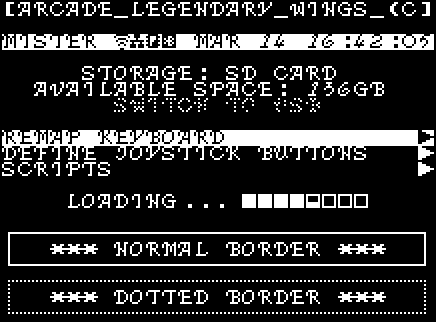 [ARCADE_LEGENDARY_WINGS_(C]
MISTER MAR 14 16:42:05
STORAGE: SD CARD
AVAILABLE SPACE: 136GB
SWITCH TO USB
REMAP KEYBOARD
DEFINE JOYSTICK BUTTONS
SCRIPTS
LOADING...
*** NORMAL BORDER ***
*** DOTTED BORDER ***